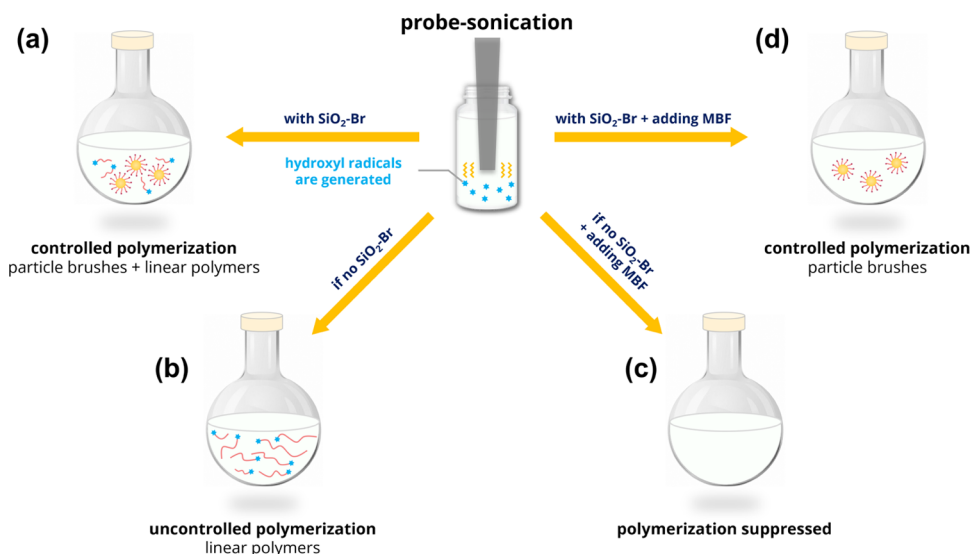 probe-sonication
(a)
with SiO₂-Br
hydroxyl radicals
are generated
with SiO₂-Br + adding MBF
(d)
controlled polymerization
particle brushes + linear polymers
if no SiO₂-Br
if no SiO₂-Br
+ adding MBF
controlled polymerization
particle brushes
(b)
uncontrolled polymerization
linear polymers
(c)
polymerization suppressed